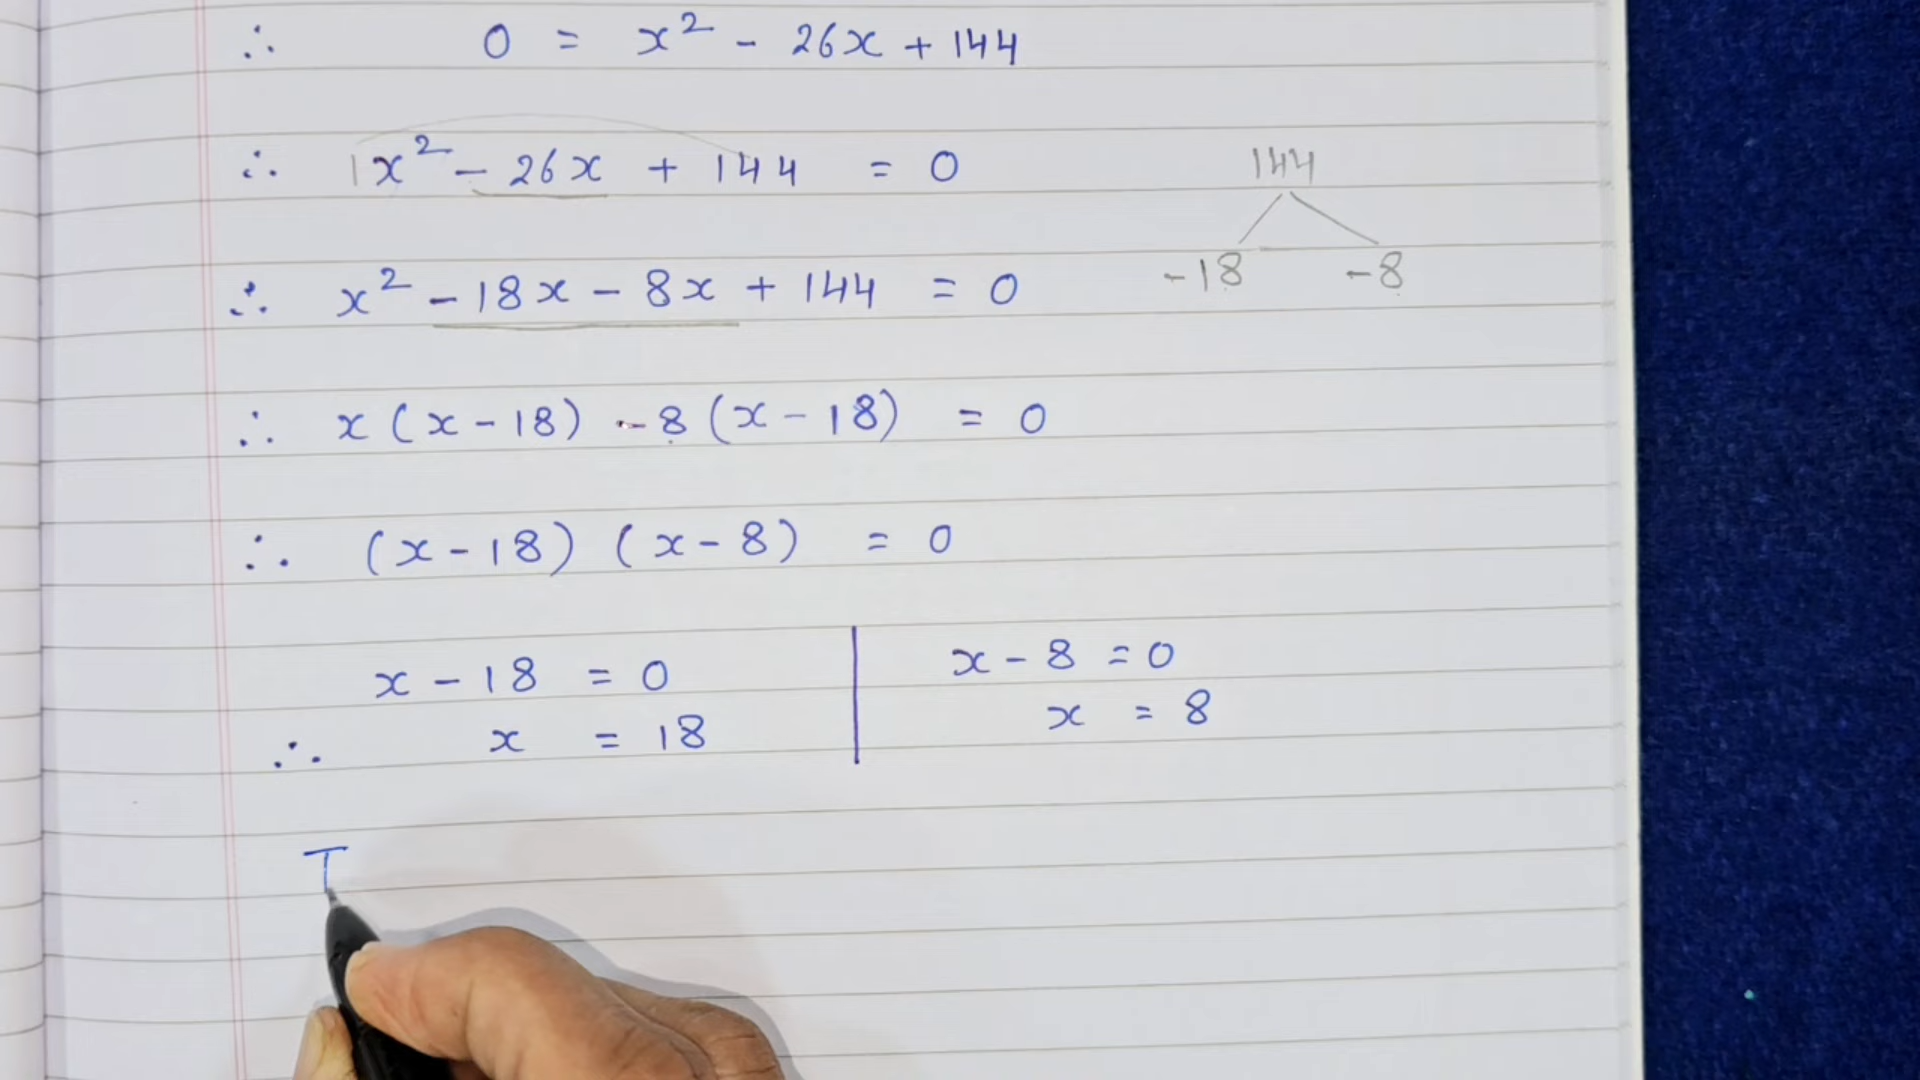 ∴ 0 = x² - 26x + 144
∴ 1x² - 26x + 144 = 0
144
-18 -8
∴ x² - 18x - 8x + 144 = 0
∴ x (x - 18) - 8 (x - 18) = 0
∴ (x - 18) (x - 8) = 0
x - 18 = 0
∴ x = 18
x - 8 = 0
x = 8
T